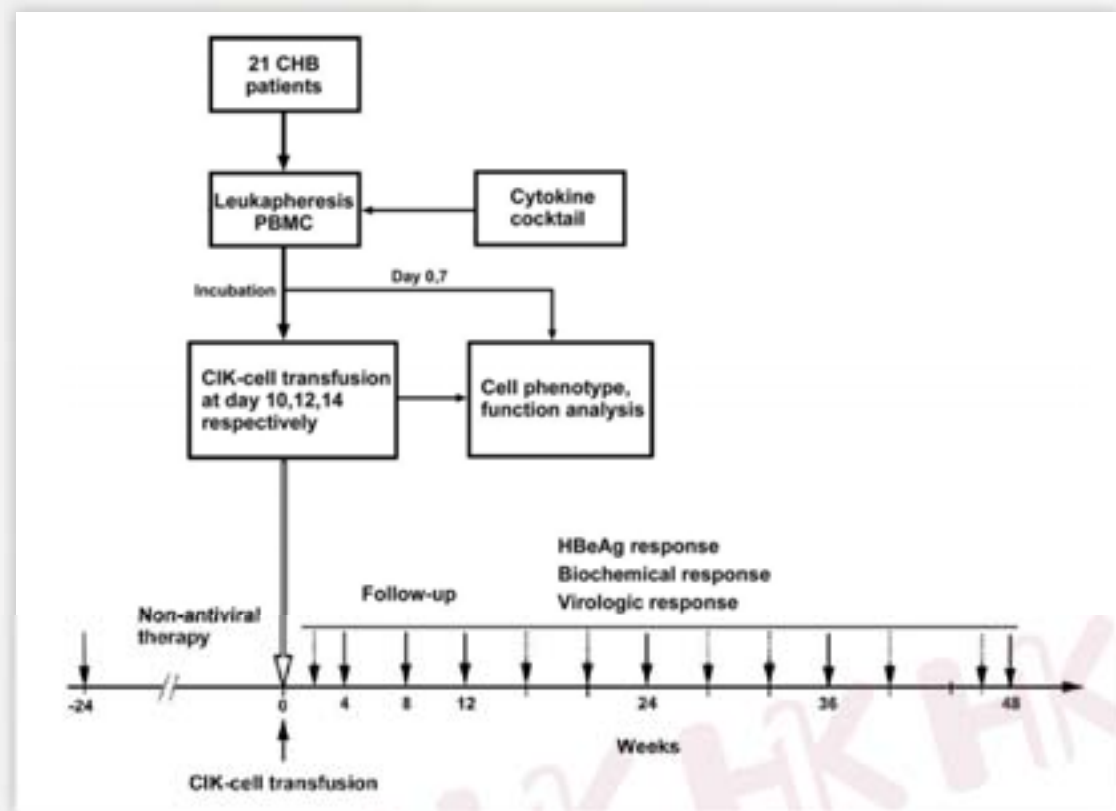 21 CHB
patients
Leukapheresis
PBMC
Cytokine
cocktail
Incubation
Day 0,7
CIK-cell transfusion
at day 10,12,14
respectively
Cell phenotype,
function analysis
HBeAg response
Biochemical response
Virologic response
Follow-up
Non-antiviral
therapy
-24
0
4
8
12
24
36
48
Weeks
CIK-cell transfusion